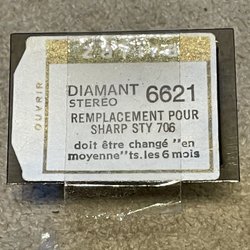 OUVRIR
DIAMANT 6621
STEREO
REMPLACEMENT POUR
SHARP STY 706
doit être changé "en
moyenne"ts.les 6 mois